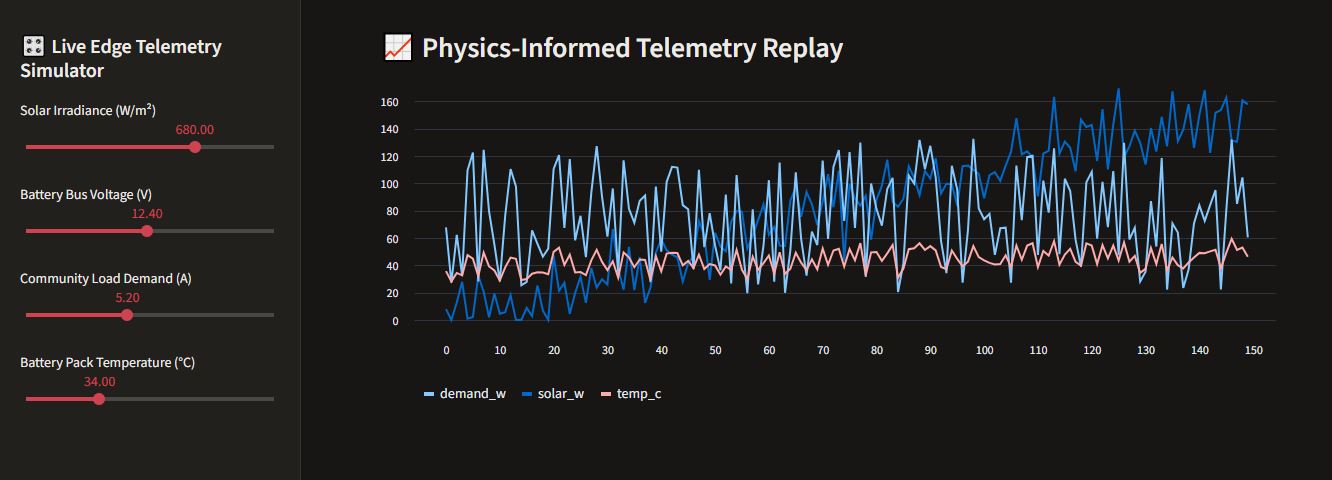 Live Edge Telemetry
Simulator
Solar Irradiance (W/m²)
680.00
Battery Bus Voltage (V)
12.40
Community Load Demand (A)
5.20
Battery Pack Temperature (°C)
34.00
Physics-Informed Telemetry Replay
160
140
120
100
80
60
40
20
0
0 10 20 30 40 50 60 70 80 90 100 110 120 130 140 150
demand_w solar_w temp_c